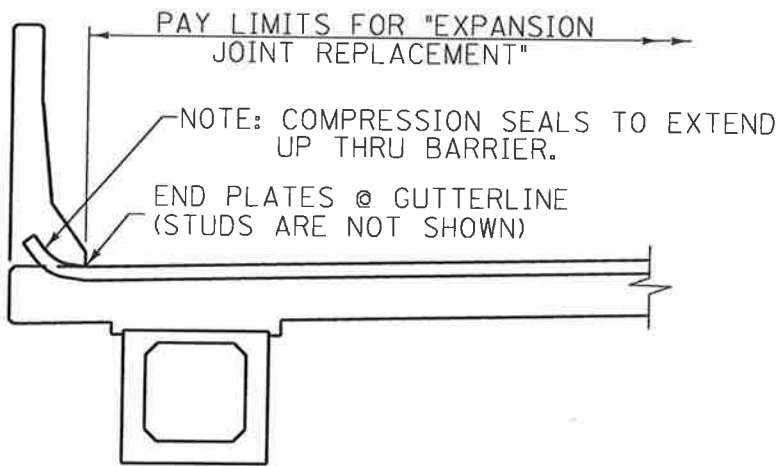 PAY LIMITS FOR "EXPANSION
JOINT REPLACEMENT"
NOTE: COMPRESSION SEALS TO EXTEND
UP THRU BARRIER.
END PLATES @ GUTTERLINE
(STUDS ARE NOT SHOWN)